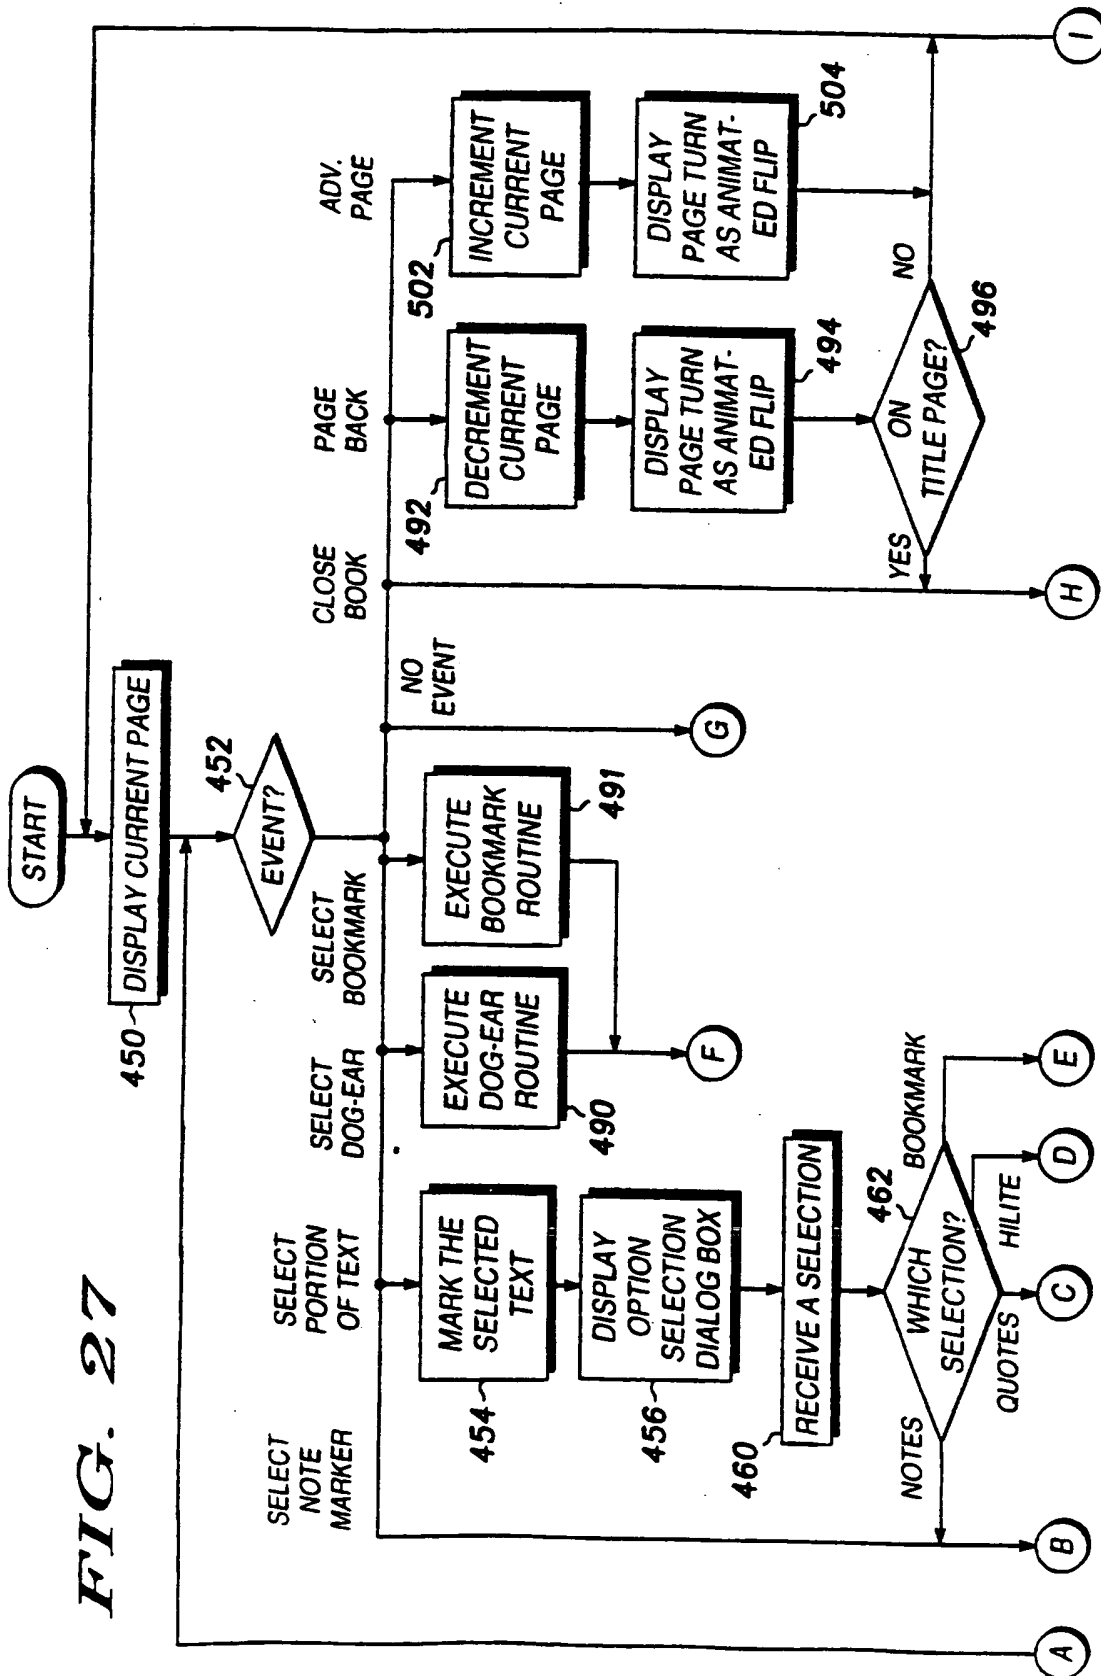 FIG. 27
START
450
DISPLAY CURRENT PAGE
452
EVENT?
SELECT
NOTE
MARKER
SELECT
PORTION
OF TEXT
SELECT
DOG-EAR
SELECT
BOOKMARK
NO
EVENT
CLOSE
BOOK
PAGE
BACK
ADV.
PAGE
454
MARK THE
SELECTED
TEXT
456
DISPLAY
OPTION
SELECTION
DIALOG BOX
460
RECEIVE A SELECTION
462
WHICH
SELECTION?
NOTES
QUOTES
HILITE
BOOKMARK
490
EXECUTE
DOG-EAR
ROUTINE
491
EXECUTE
BOOKMARK
ROUTINE
492
DECREMENT
CURRENT
PAGE
494
DISPLAY
PAGE TURN
AS ANIMAT-
ED FLIP
496
ON
TITLE PAGE?
YES
NO
502
INCREMENT
CURRENT
PAGE
504
DISPLAY
PAGE TURN
AS ANIMAT-
ED FLIP
A
B
C
D
E
F
G
H
I